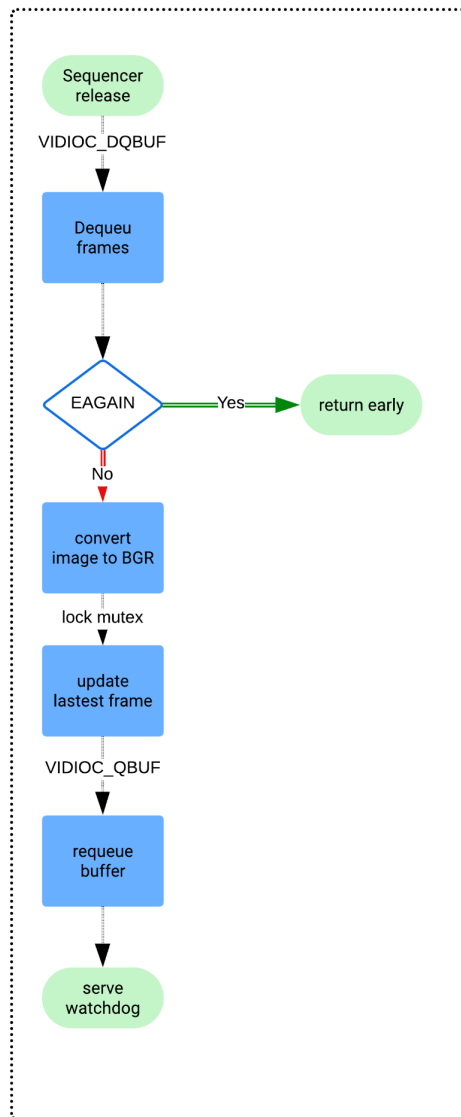 Sequencer
release
VIDIOC_DQBUF
Dequeu
frames
EAGAIN
Yes
return early
No
convert
image to BGR
lock mutex
update
lastest frame
VIDIOC_QBUF
requeue
buffer
serve
watchdog